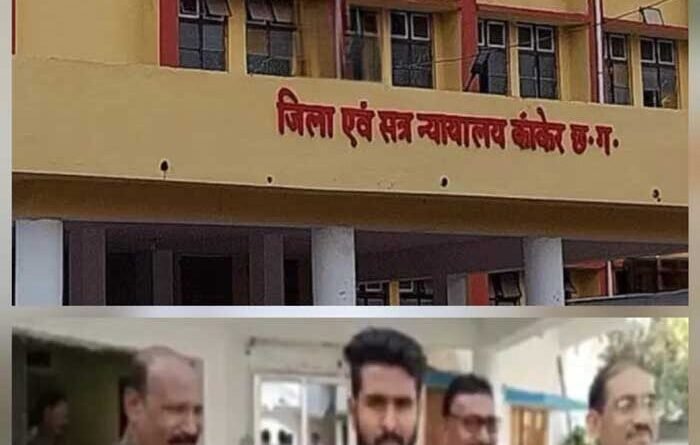 जिला एवं सत्र न्यायालय कांकेर छ.ग.